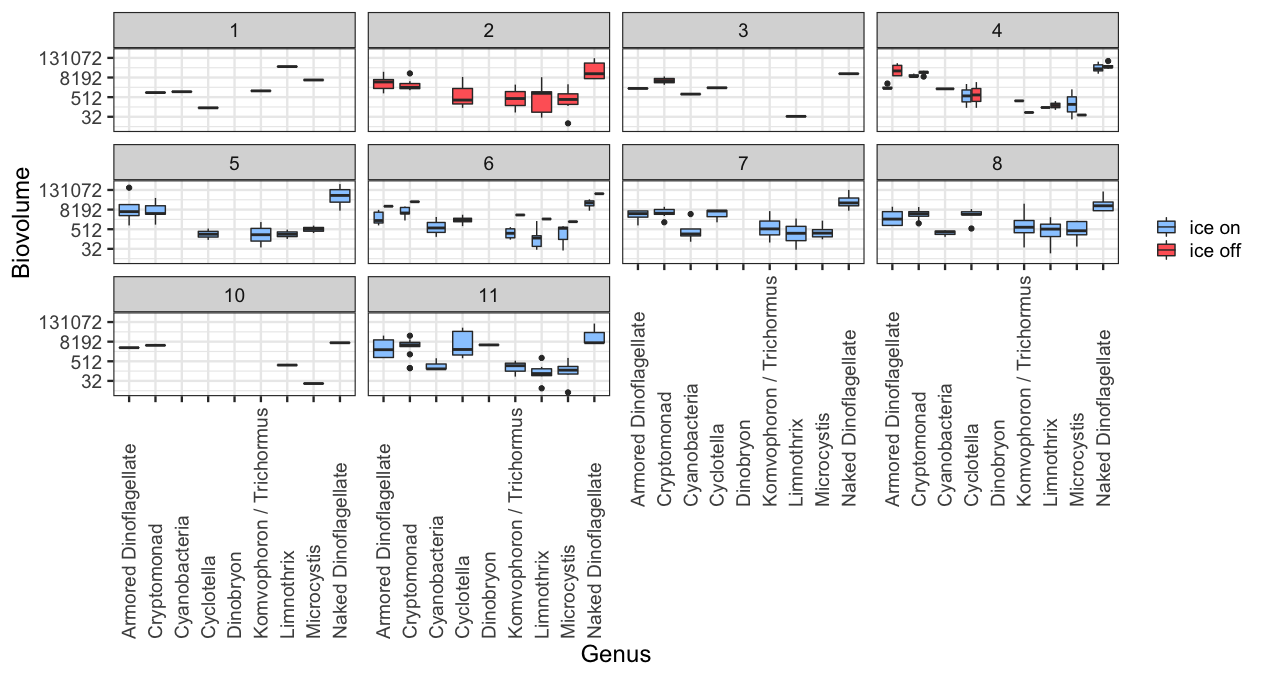 1 2 3 4
131072
8192
512
32
5 6 7 8
131072
8192
512
32
10 11
131072
8192
512
32
Biovolume
ice on
ice off
Armored Dinoflagellate
Cryptomonad
Cyanobacteria
Cyclotella
Dinobryon
Komvophoron / Trichormus
Limnothrix
Microcystis
Naked Dinoflagellate
Armored Dinoflagellate
Cryptomonad
Cyanobacteria
Cyclotella
Dinobryon
Komvophoron / Trichormus
Limnothrix
Microcystis
Naked Dinoflagellate
Armored Dinoflagellate
Cryptomonad
Cyanobacteria
Cyclotella
Dinobryon
Komvophoron / Trichormus
Limnothrix
Microcystis
Naked Dinoflagellate
Armored Dinoflagellate
Cryptomonad
Cyanobacteria
Cyclotella
Dinobryon
Komvophoron / Trichormus
Limnothrix
Microcystis
Naked Dinoflagellate
Genus